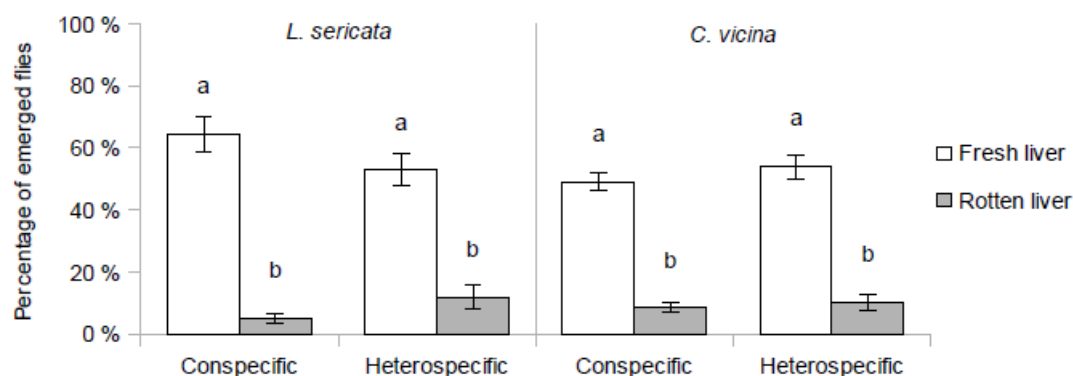 Percentage of emerged flies
100 %
80 %
60 %
40 %
20 %
0 %
L. sericata
C. vicina
a
b
a
b
a
b
a
b
Conspecific
Heterospecific
Conspecific
Heterospecific
Fresh liver
Rotten liver